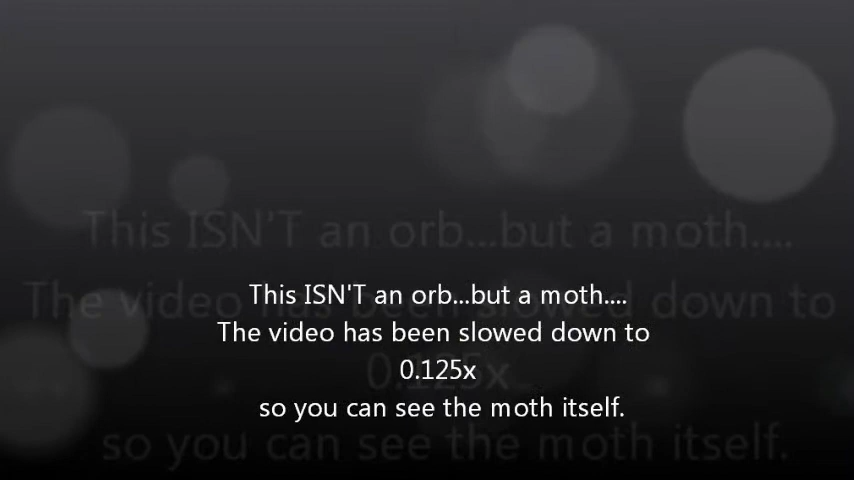 This ISN'T an orb...but a moth....
The video has been slowed down to
0.125x
so you can see the moth itself.